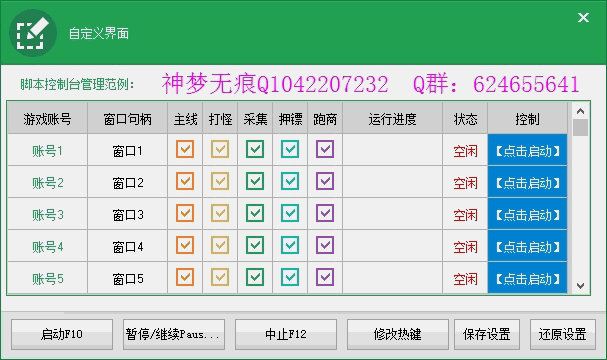 自定义界面
脚本控制台管理范例： 神梦无痕Q1042207232 Q群：624655641
游戏账号 窗口句柄 主线 打怪 采集 押镖 跑商 运行进度 状态 控制
账号1 窗口1 空闲 【点击启动】
账号2 窗口2 空闲 【点击启动】
账号3 窗口3 空闲 【点击启动】
账号4 窗口4 空闲 【点击启动】
账号5 窗口5 空闲 【点击启动】
启动F10 暂停/继续Paus... 中止F12 修改热键 保存设置 还原设置